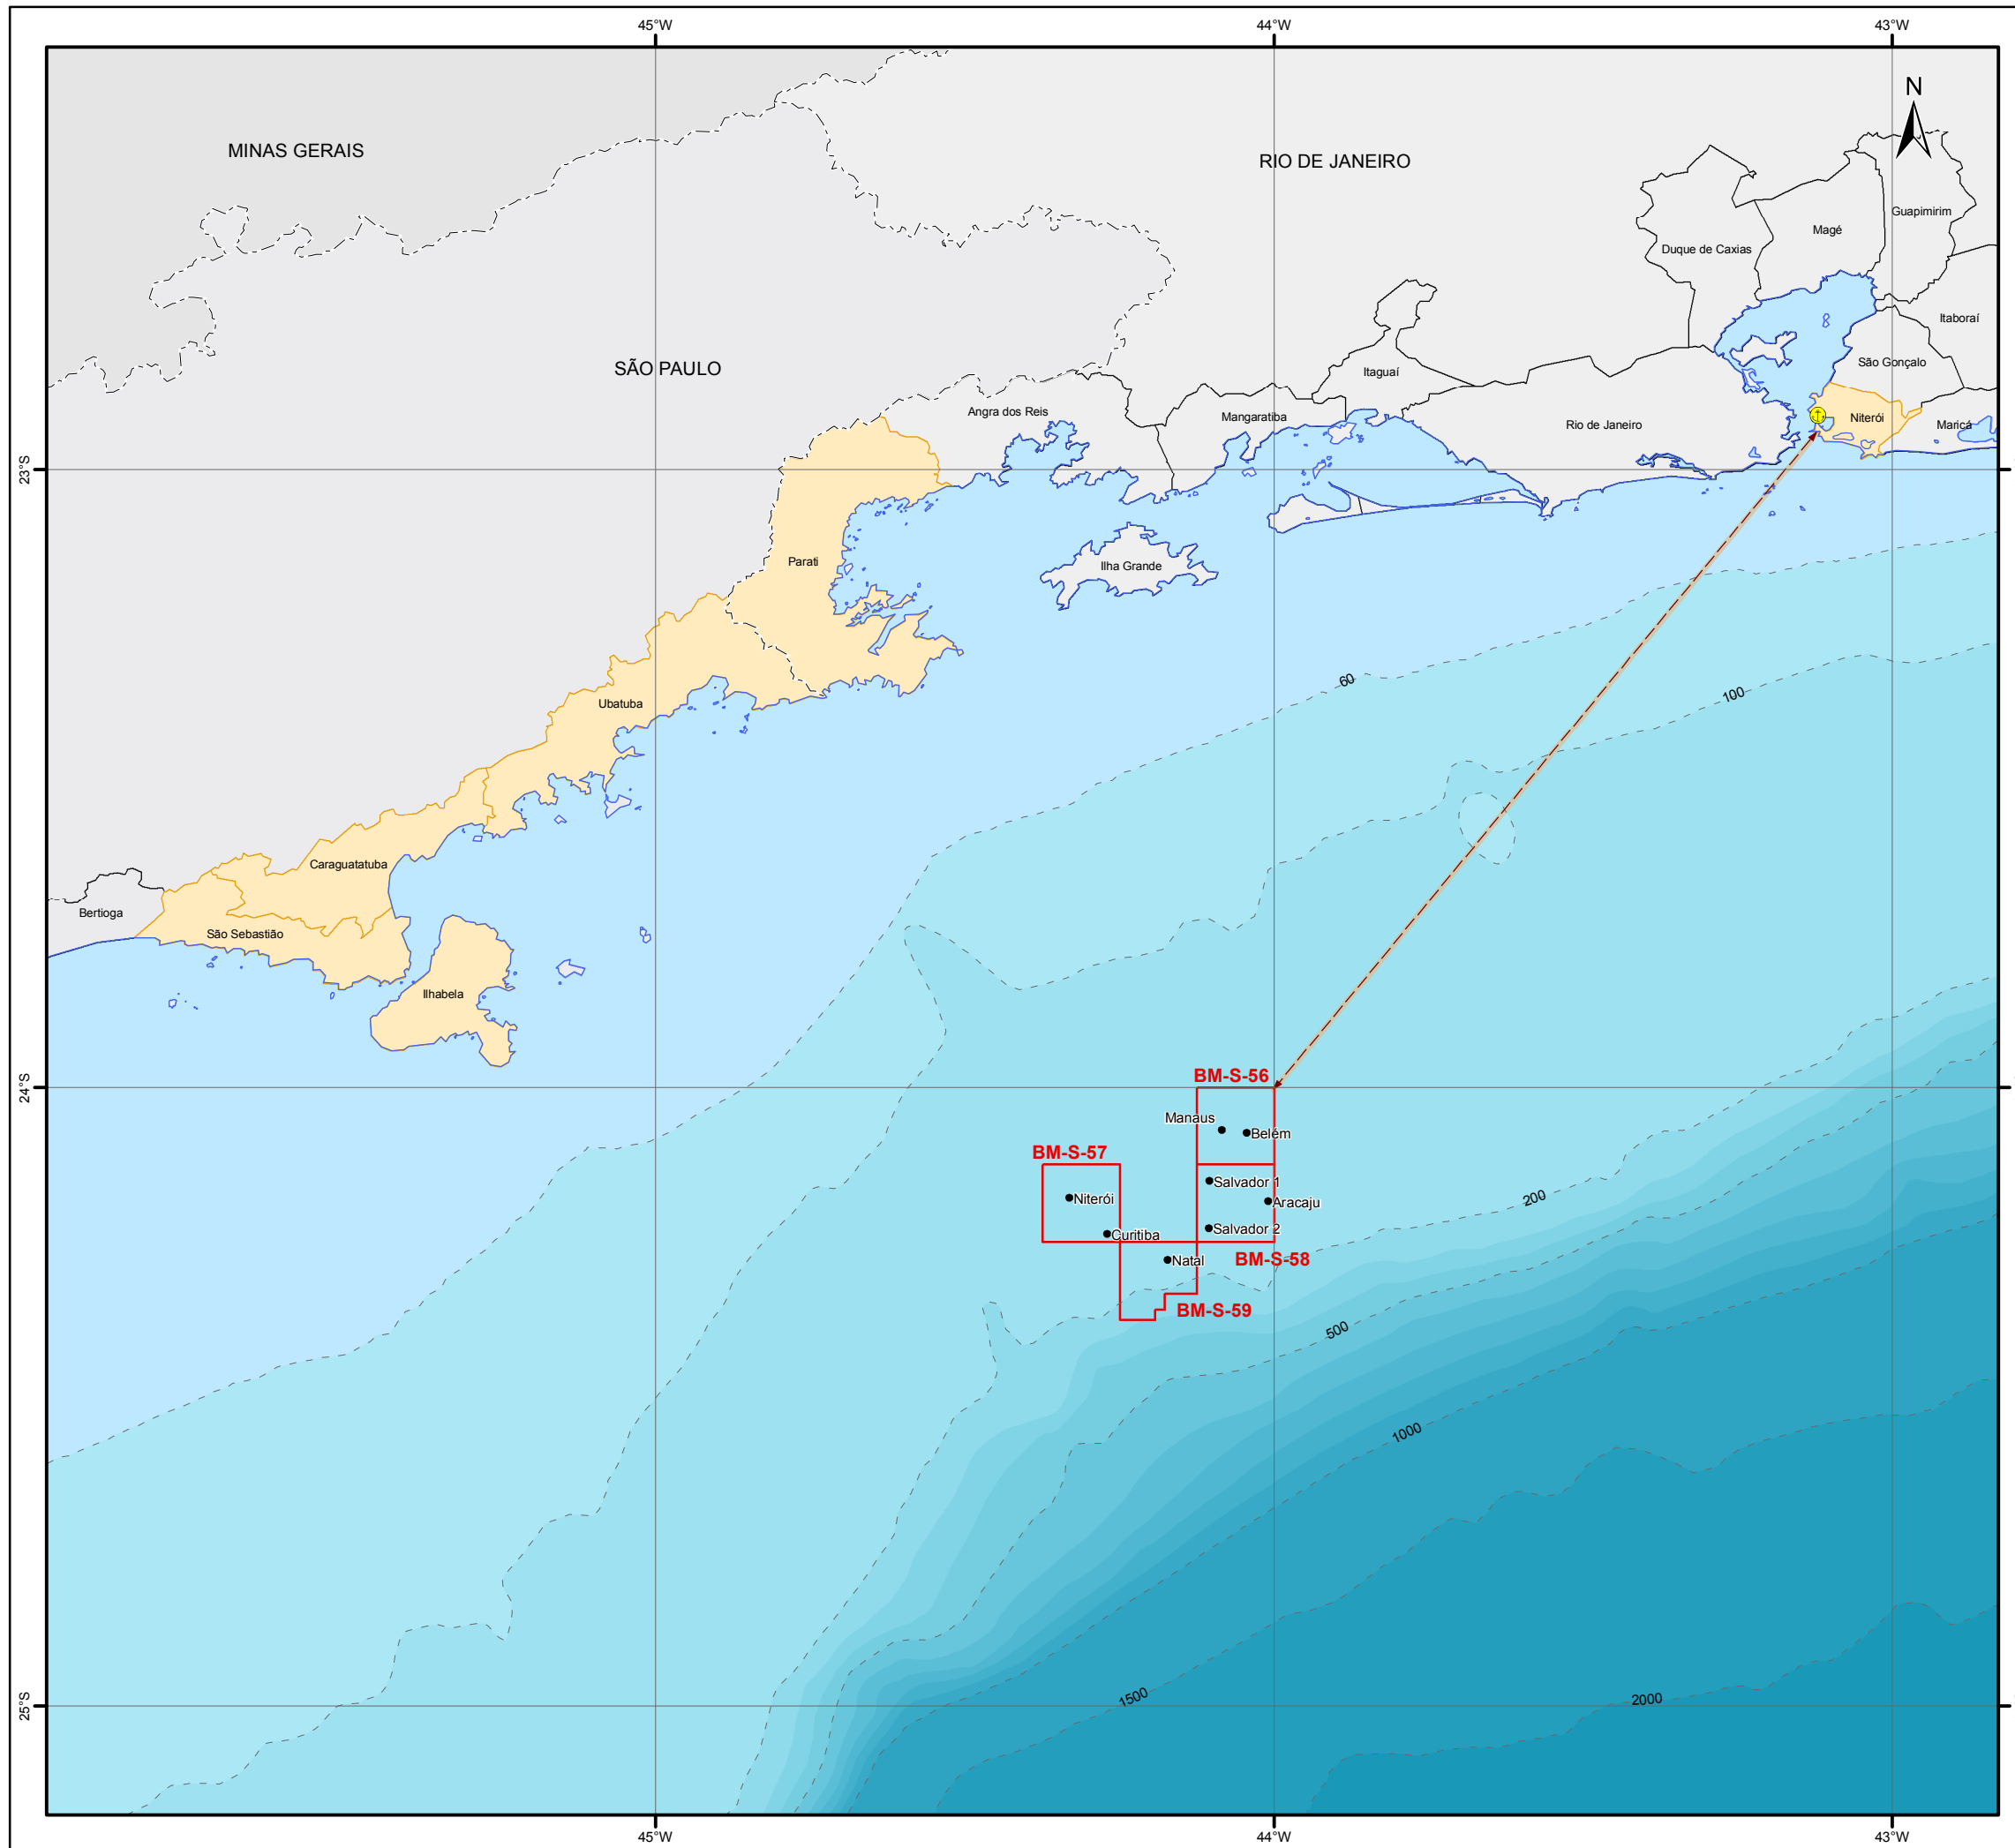 45°W
44°W
43°W
N
MINAS GERAIS
RIO DE JANEIRO
Guapimirim
Magé
Duque de Caxias
Itaboraí
São Gonçalo
SÃO PAULO
Itaguaí
Angra dos Reis
Mangaratiba
Rio de Janeiro
Niterói
Maricá
23°S
Parati
Ilha Grande
60
100
Ubatuba
Caraguatatuba
Bertioga
São Sebastião
Ilhabela
24°S
BM-S-56
Manaus
Belém
BM-S-57
Salvador 1
Niterói
Aracaju
200
Salvador 2
Curitiba
Natal
BM-S-58
BM-S-59
500
1000
25°S
1500
2000
45°W
44°W
43°W